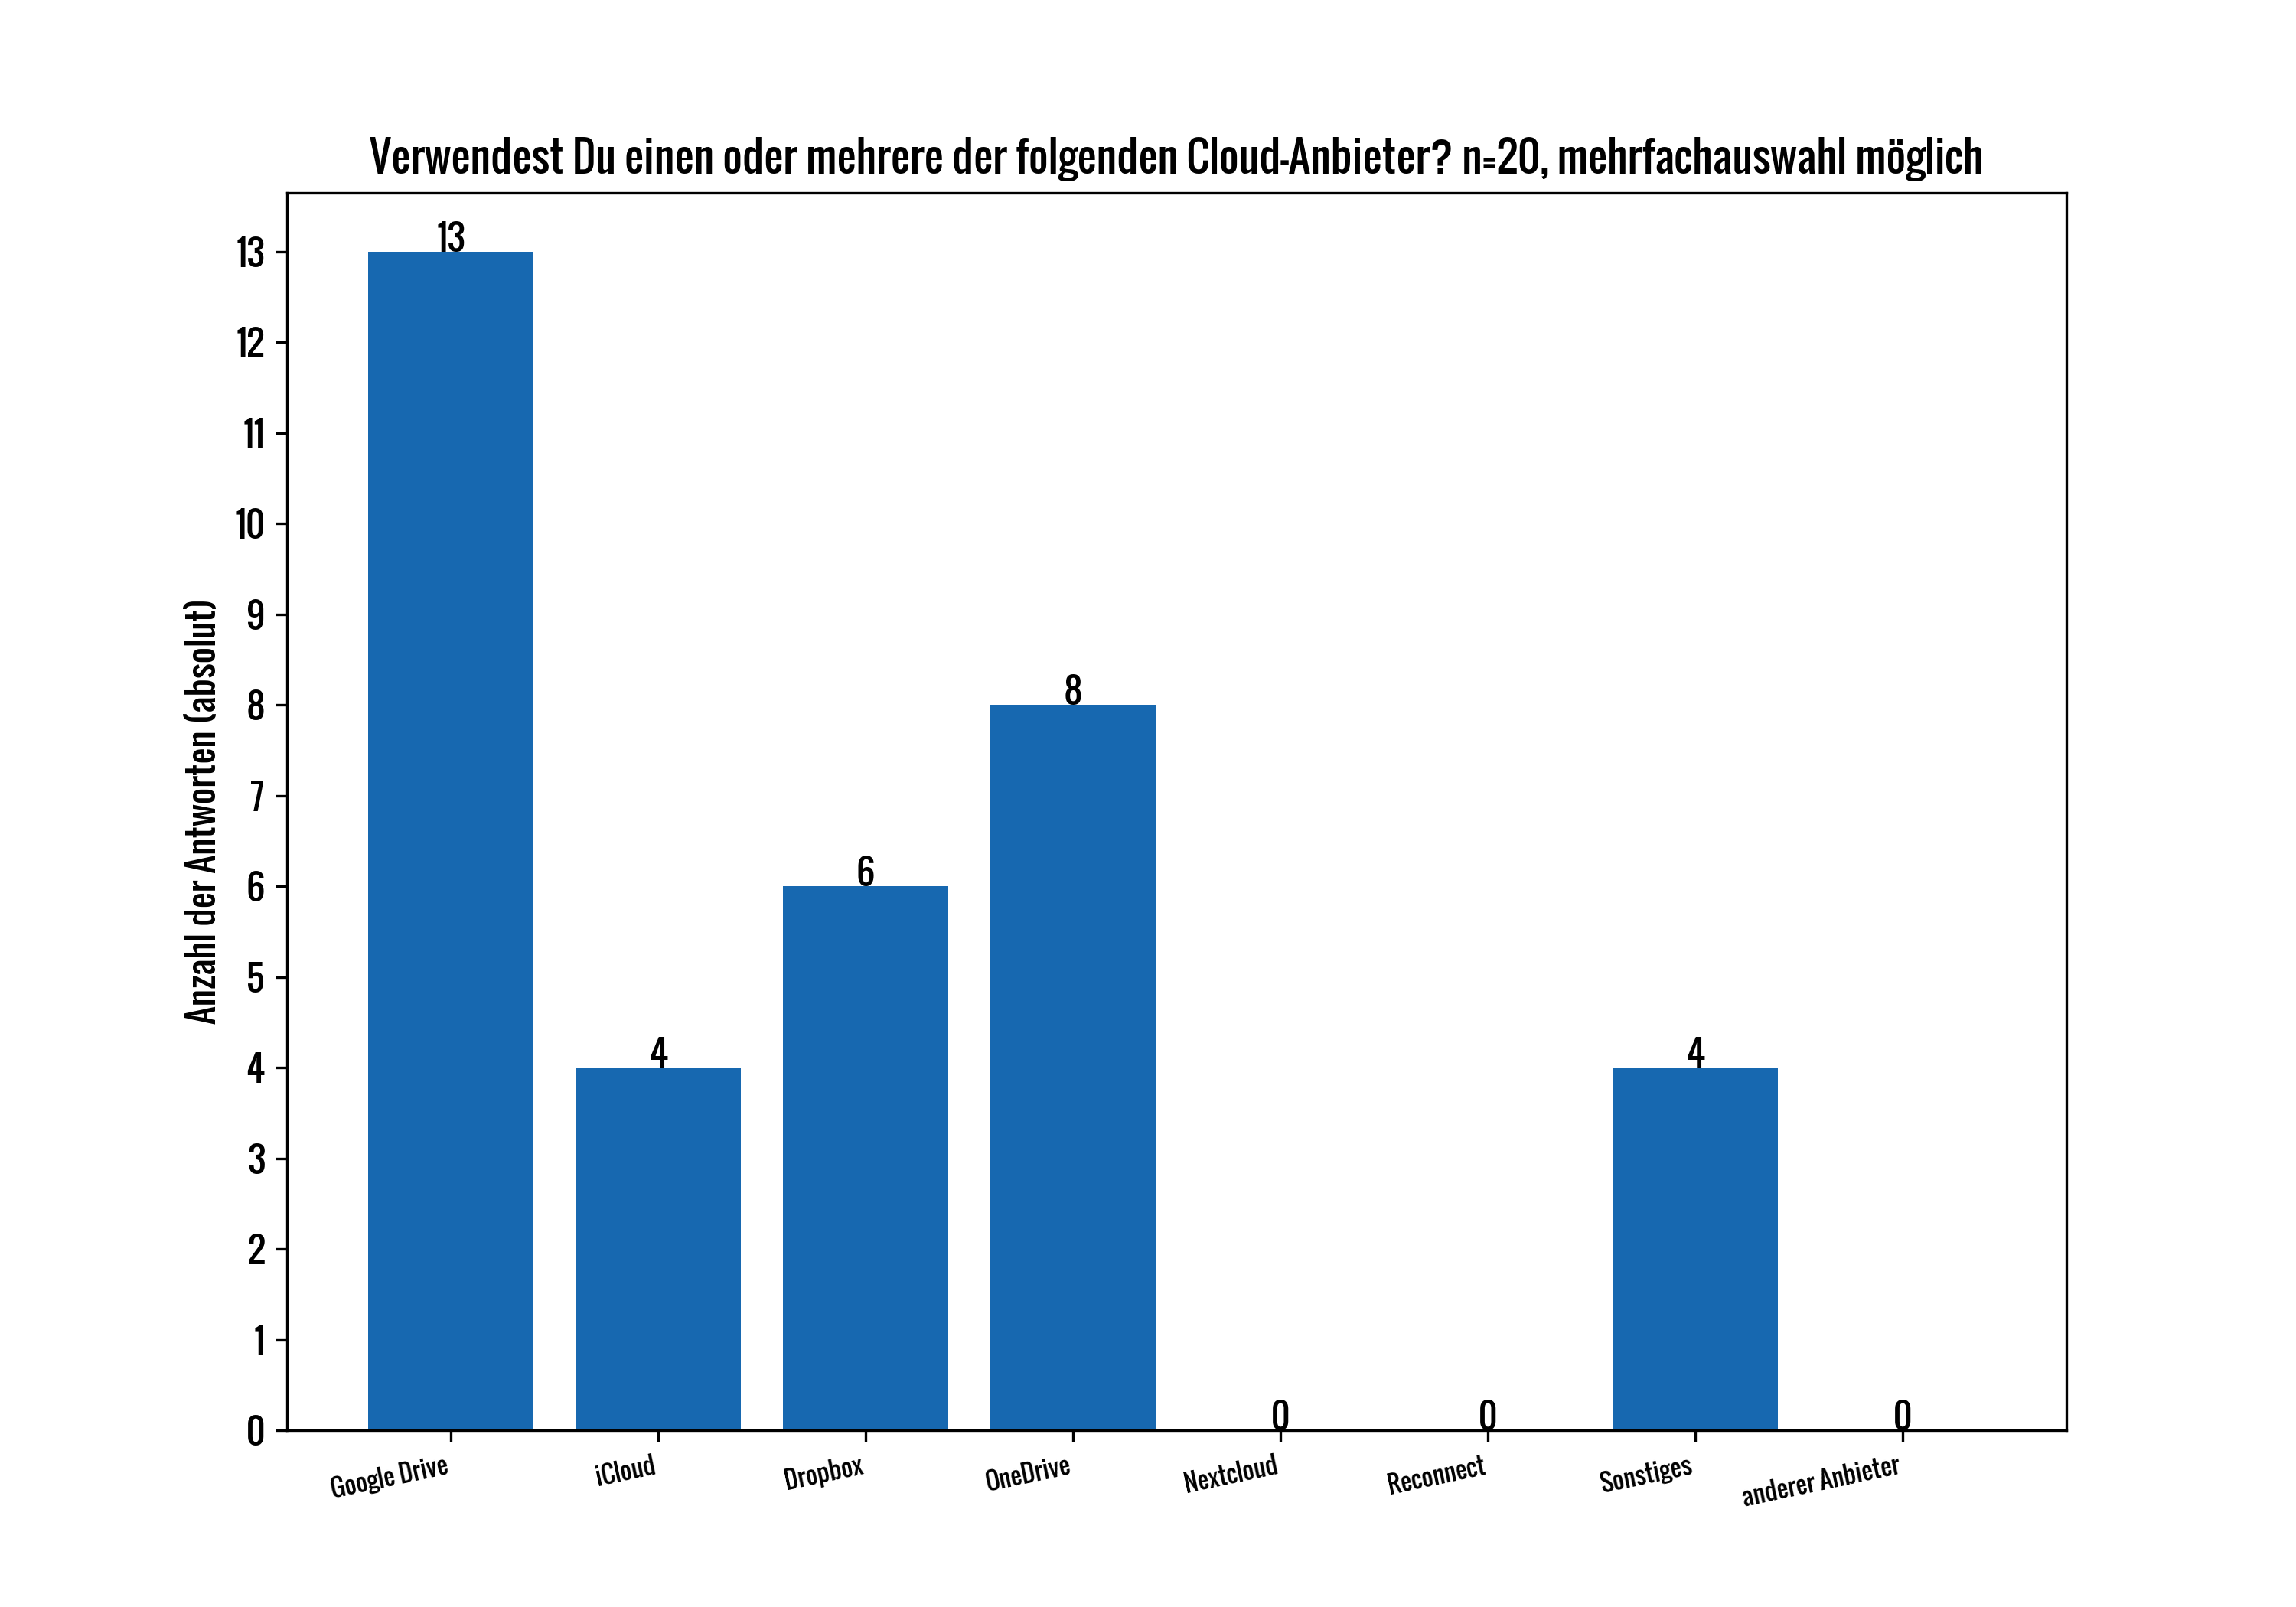 Verwendest Du einen oder mehrere der folgenden Cloud-Anbieter? n=20, mehrfachauswahl möglich
Anzahl der Antworten (absolut)
13
12
11
10
9
8
7
6
5
4
3
2
1
0
13
4
6
8
0
0
4
0
Google Drive
iCloud
Dropbox
OneDrive
Nextcloud
Reconnect
Sonstiges
anderer Anbieter